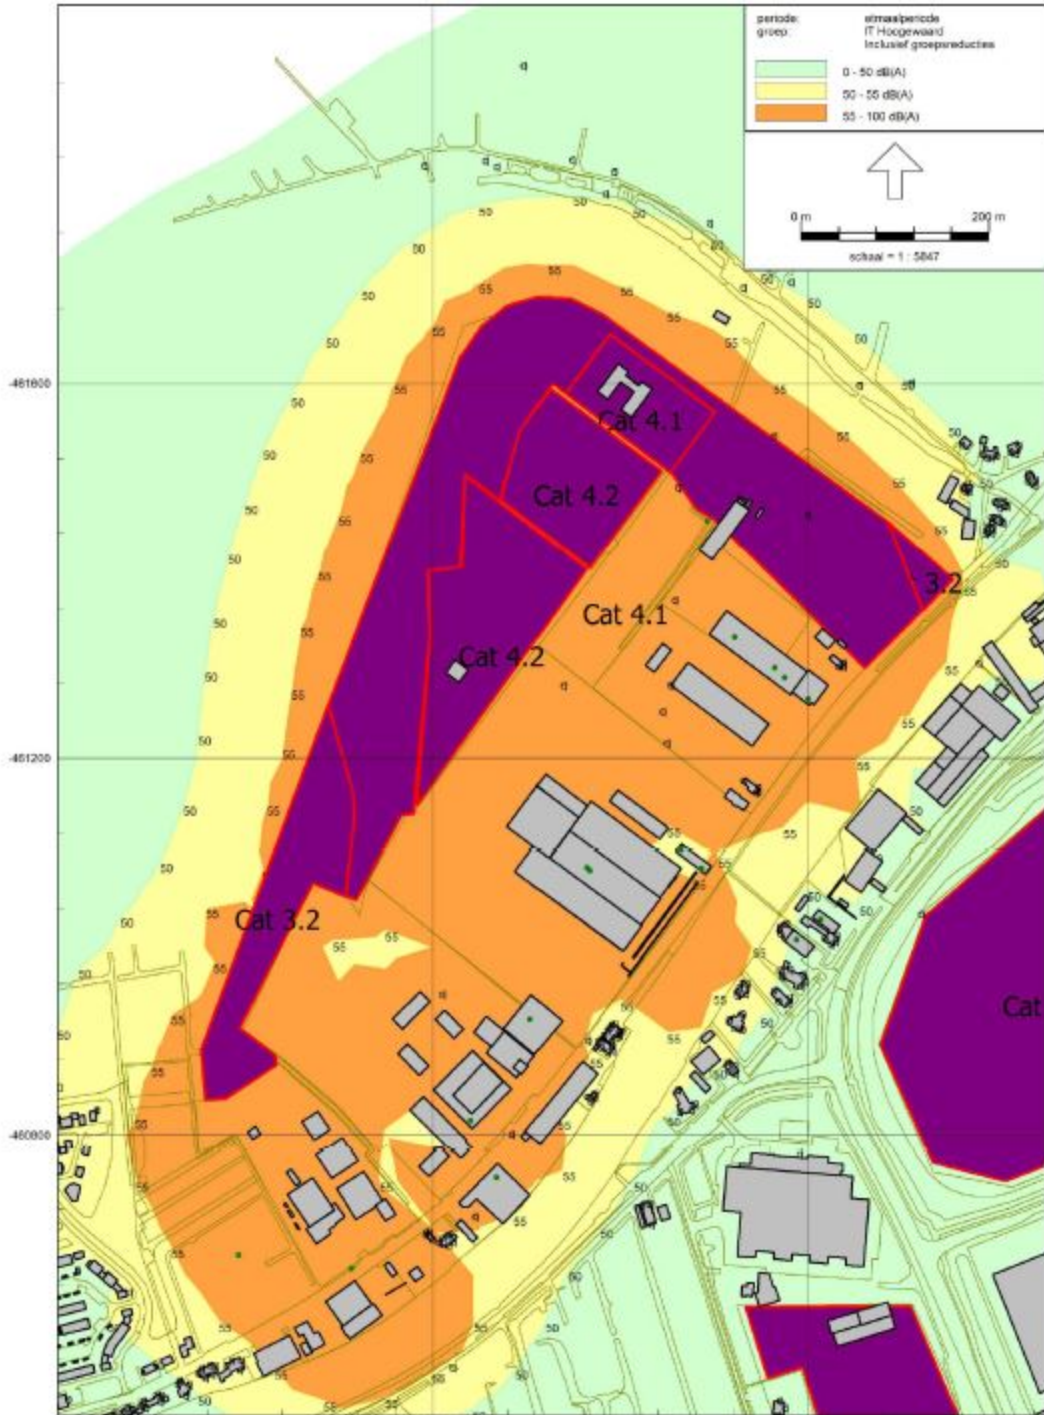 periode: etmaalperiode
groep: IT Hoogewaard
Inclusief groepsreducties
0 - 50 dB(A)
50 - 55 dB(A)
55 - 100 dB(A)
0 m 200 m
schaal = 1 : 5847
-461600
Cat 4.1
Cat 4.2
3.2
Cat 4.1
Cat 4.2
-461200
Cat 3.2
Cat
-460800
50
55